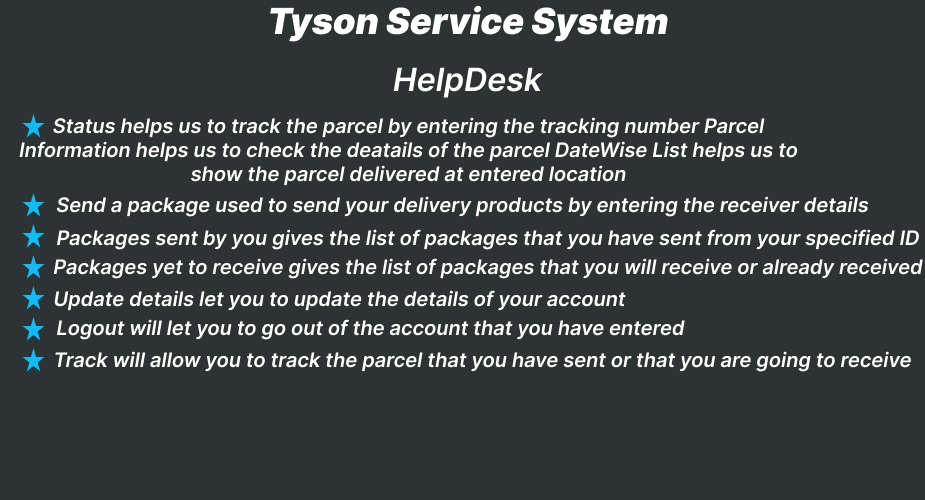 Tyson Service System
HelpDesk
Status helps us to track the parcel by entering the tracking number Parcel
Information helps us to check the deatails of the parcel DateWise List helps us to
show the parcel delivered at entered location
Send a package used to send your delivery products by entering the receiver details
Packages sent by you gives the list of packages that you have sent from your specified ID
Packages yet to receive gives the list of packages that you will receive or already received
Update details let you to update the details of your account
Logout will let you to go out of the account that you have entered
Track will allow you to track the parcel that you have sent or that you are going to receive